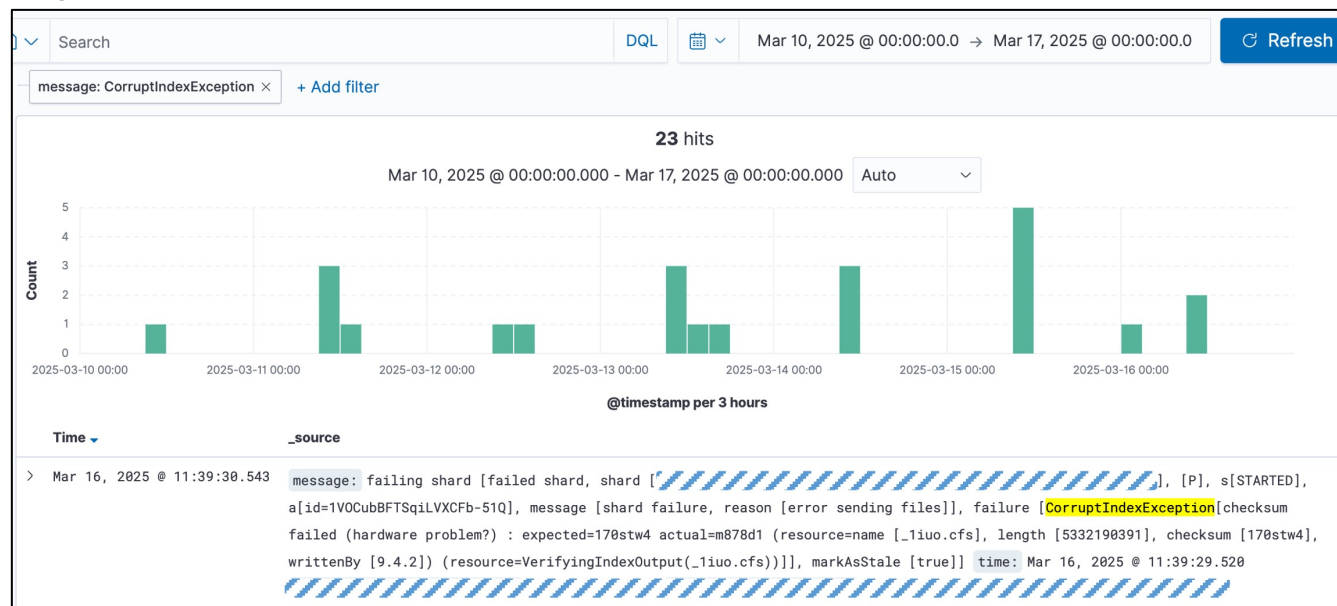 Search DQL Mar 10, 2025 @ 00:00:00.0 → Mar 17, 2025 @ 00:00:00.0 Refresh
message: CorruptIndexException × + Add filter
23 hits
Mar 10, 2025 @ 00:00:00.000 - Mar 17, 2025 @ 00:00:00.000 Auto
5
4
3
2
1
0
Count
2025-03-10 00:00 2025-03-11 00:00 2025-03-12 00:00 2025-03-13 00:00 2025-03-14 00:00 2025-03-15 00:00 2025-03-16 00:00
@timestamp per 3 hours
Time _source
Mar 16, 2025 @ 11:39:30.543 message: failing shard [failed shard, shard [ ], [P], s[STARTED],
a[id=1VOCubBFTSqiLVXCFb-51Q], message [shard failure, reason [error sending files]], failure [CorruptIndexException[checksum
failed (hardware problem?) : expected=170stw4 actual=m878d1 (resource=name [_1iuo.cfs], length [5332190391], checksum [170stw4],
writtenBy [9.4.2]) (resource=VerifyingIndexOutput(_1iuo.cfs))]], markAsStale [true]] time: Mar 16, 2025 @ 11:39:29.520